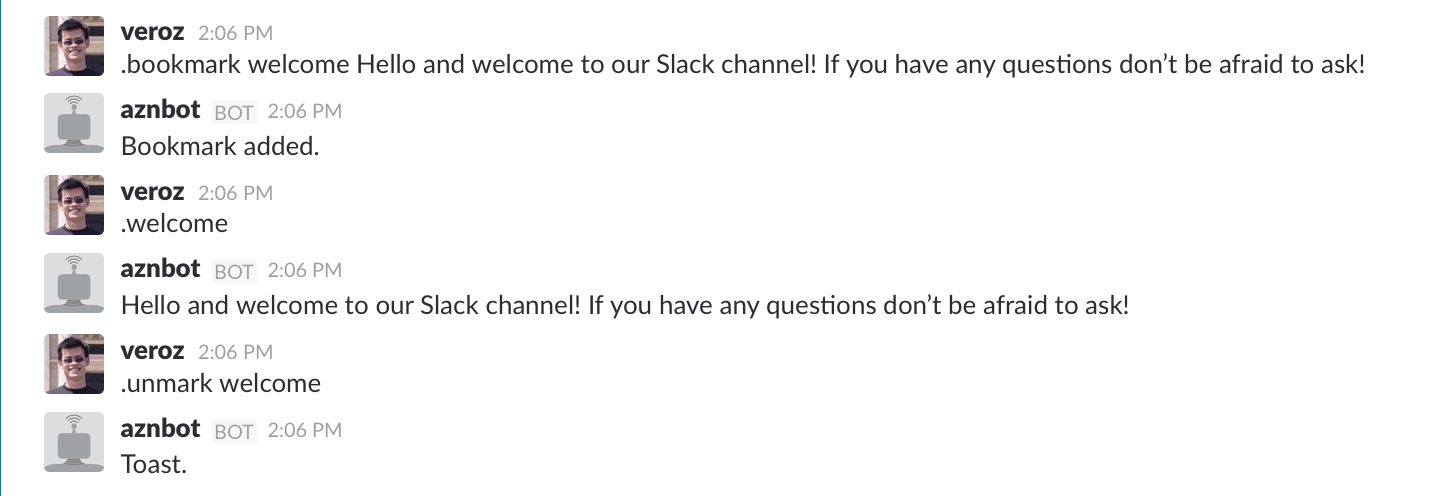 veroz 2:06 PM
.bookmark welcome Hello and welcome to our Slack channel! If you have any questions don’t be afraid to ask!
aznbot BOT 2:06 PM
Bookmark added.
veroz 2:06 PM
.welcome
aznbot BOT 2:06 PM
Hello and welcome to our Slack channel! If you have any questions don’t be afraid to ask!
veroz 2:06 PM
.unmark welcome
aznbot BOT 2:06 PM
Toast.